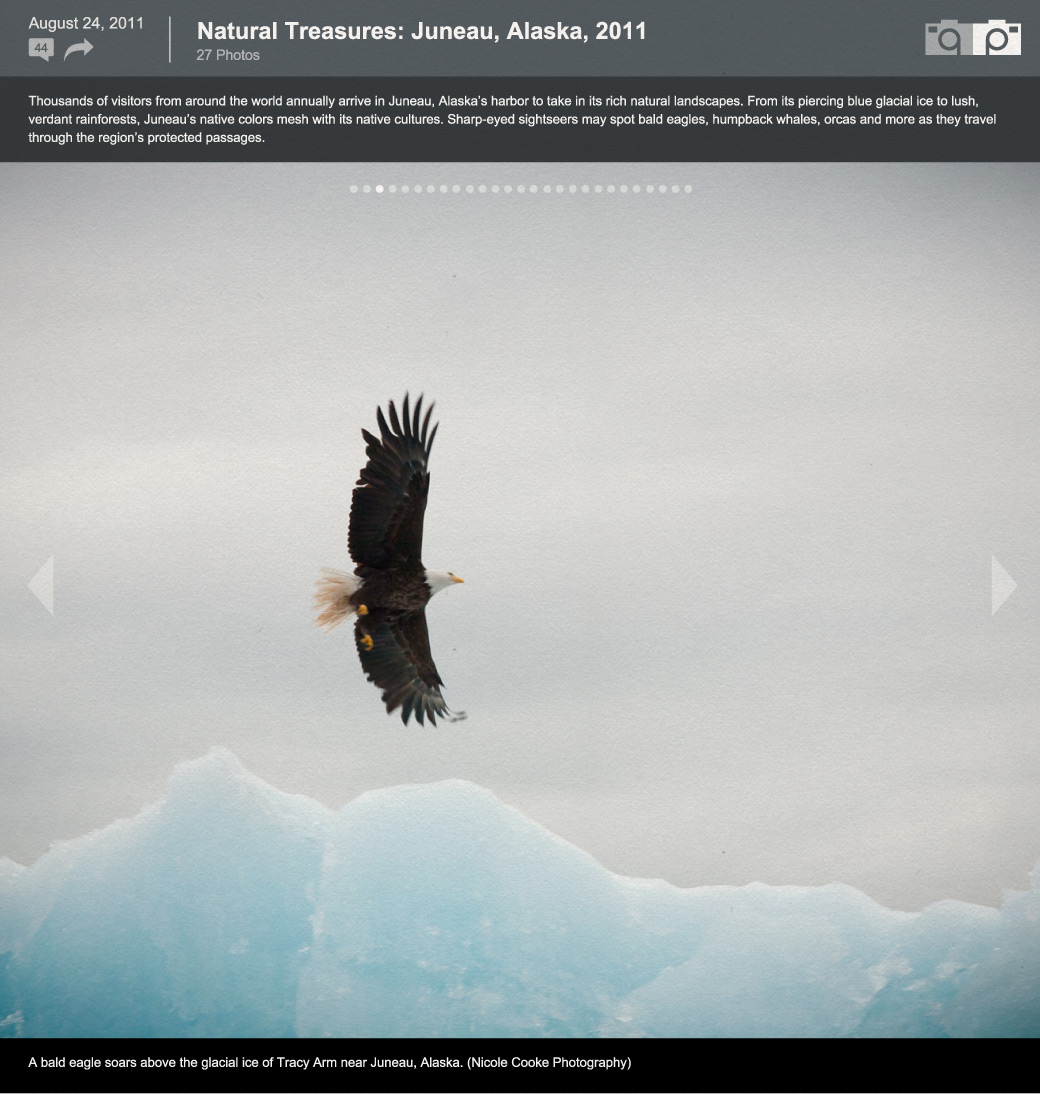 August 24, 2011
44
Natural Treasures: Juneau, Alaska, 2011
27 Photos
Thousands of visitors from around the world annually arrive in Juneau, Alaska's harbor to take in its rich natural landscapes. From its piercing blue glacial ice to lush,
verdant rainforests, Juneau's native colors mesh with its native cultures. Sharp-eyed sightseers may spot bald eagles, humpback whales, orcas and more as they travel
through the region's protected passages.
A bald eagle soars above the glacial ice of Tracy Arm near Juneau, Alaska. (Nicole Cooke Photography)